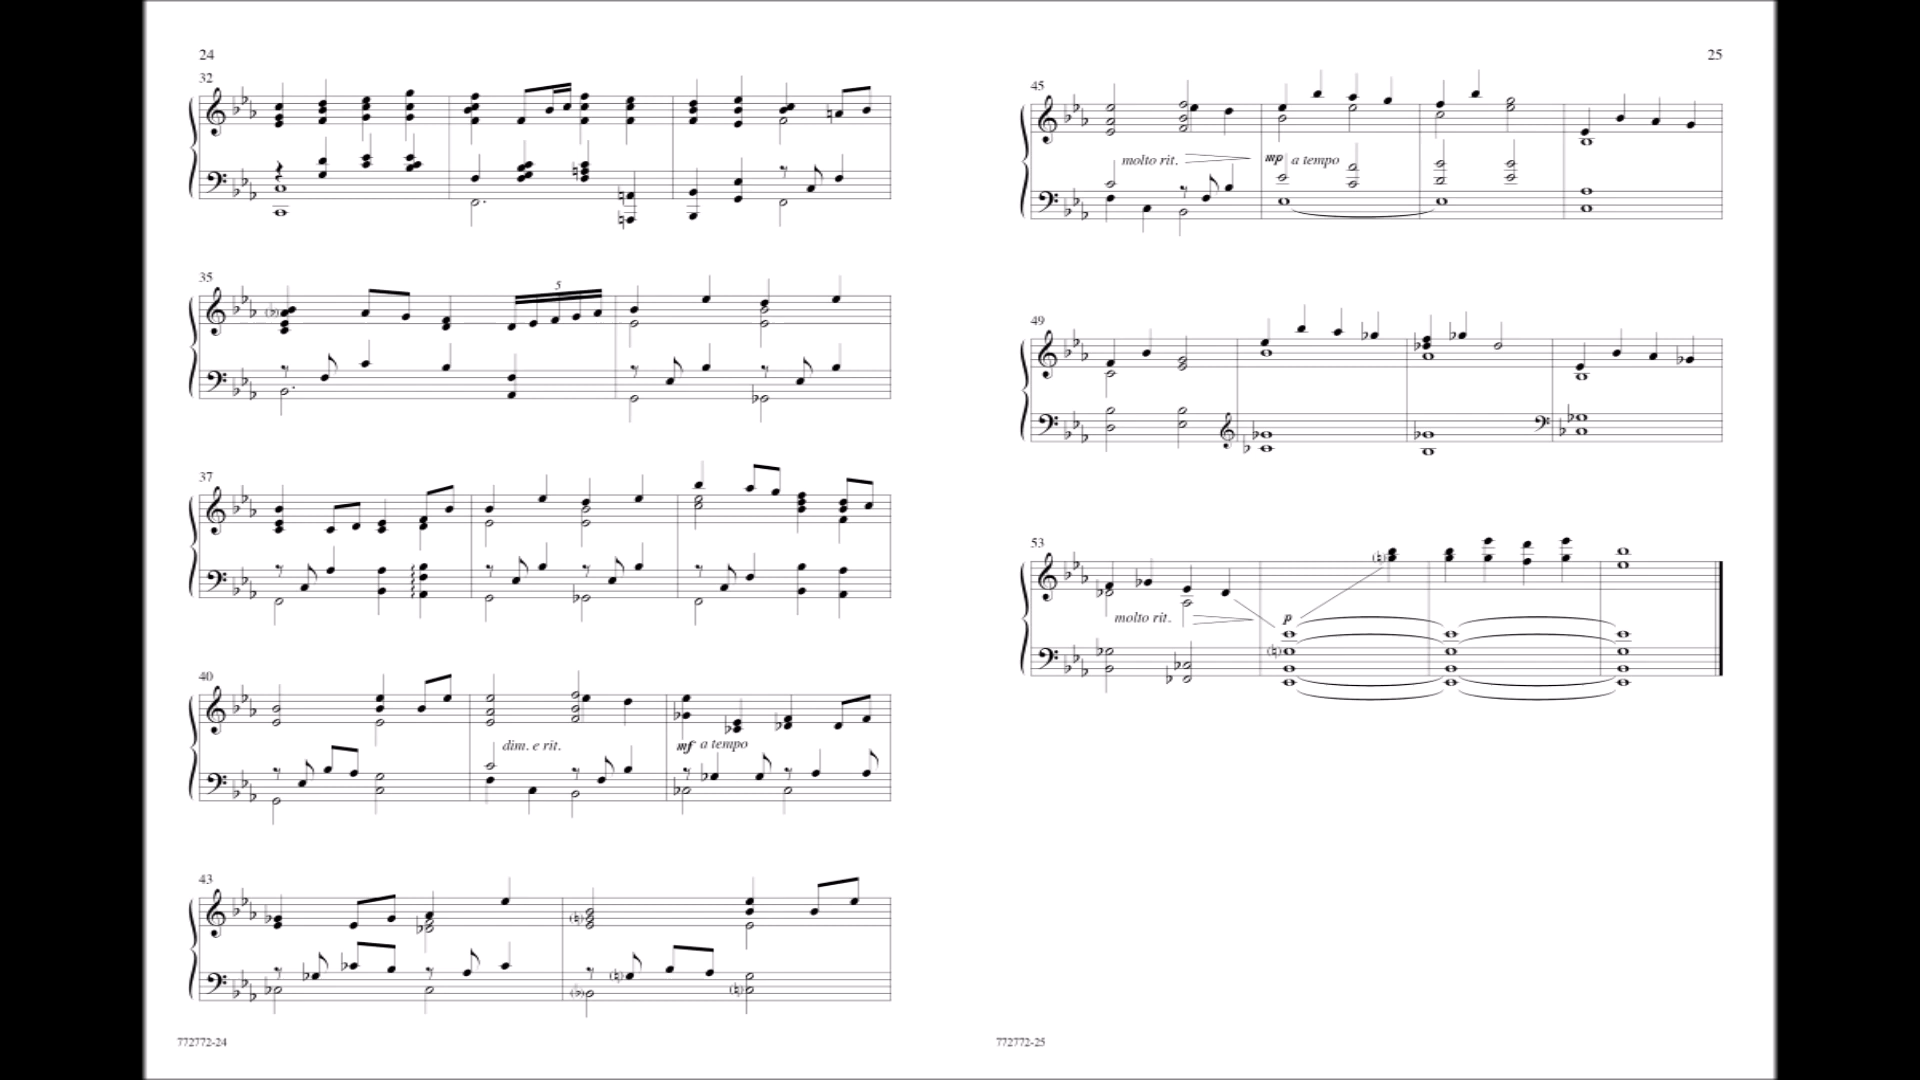 24
32
35
5
37
40
dim. e rit.
mf a tempo
43
772772-24
25
45
molto rit.
mp a tempo
49
53
molto rit.
p
772772-25